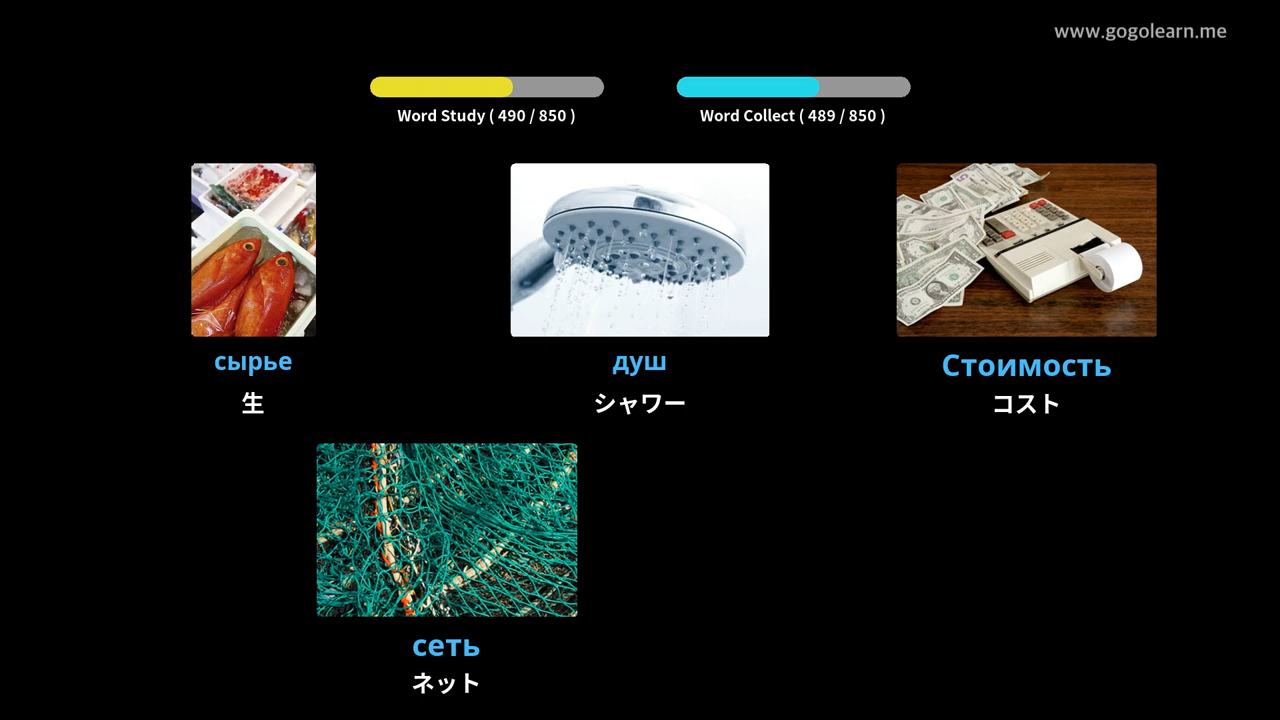 www.gogolearn.me
Word Study ( 490 / 850 )
Word Collect ( 489 / 850 )
сырье
生
душ
シャワー
Стоимость
コスト
сеть
ネット